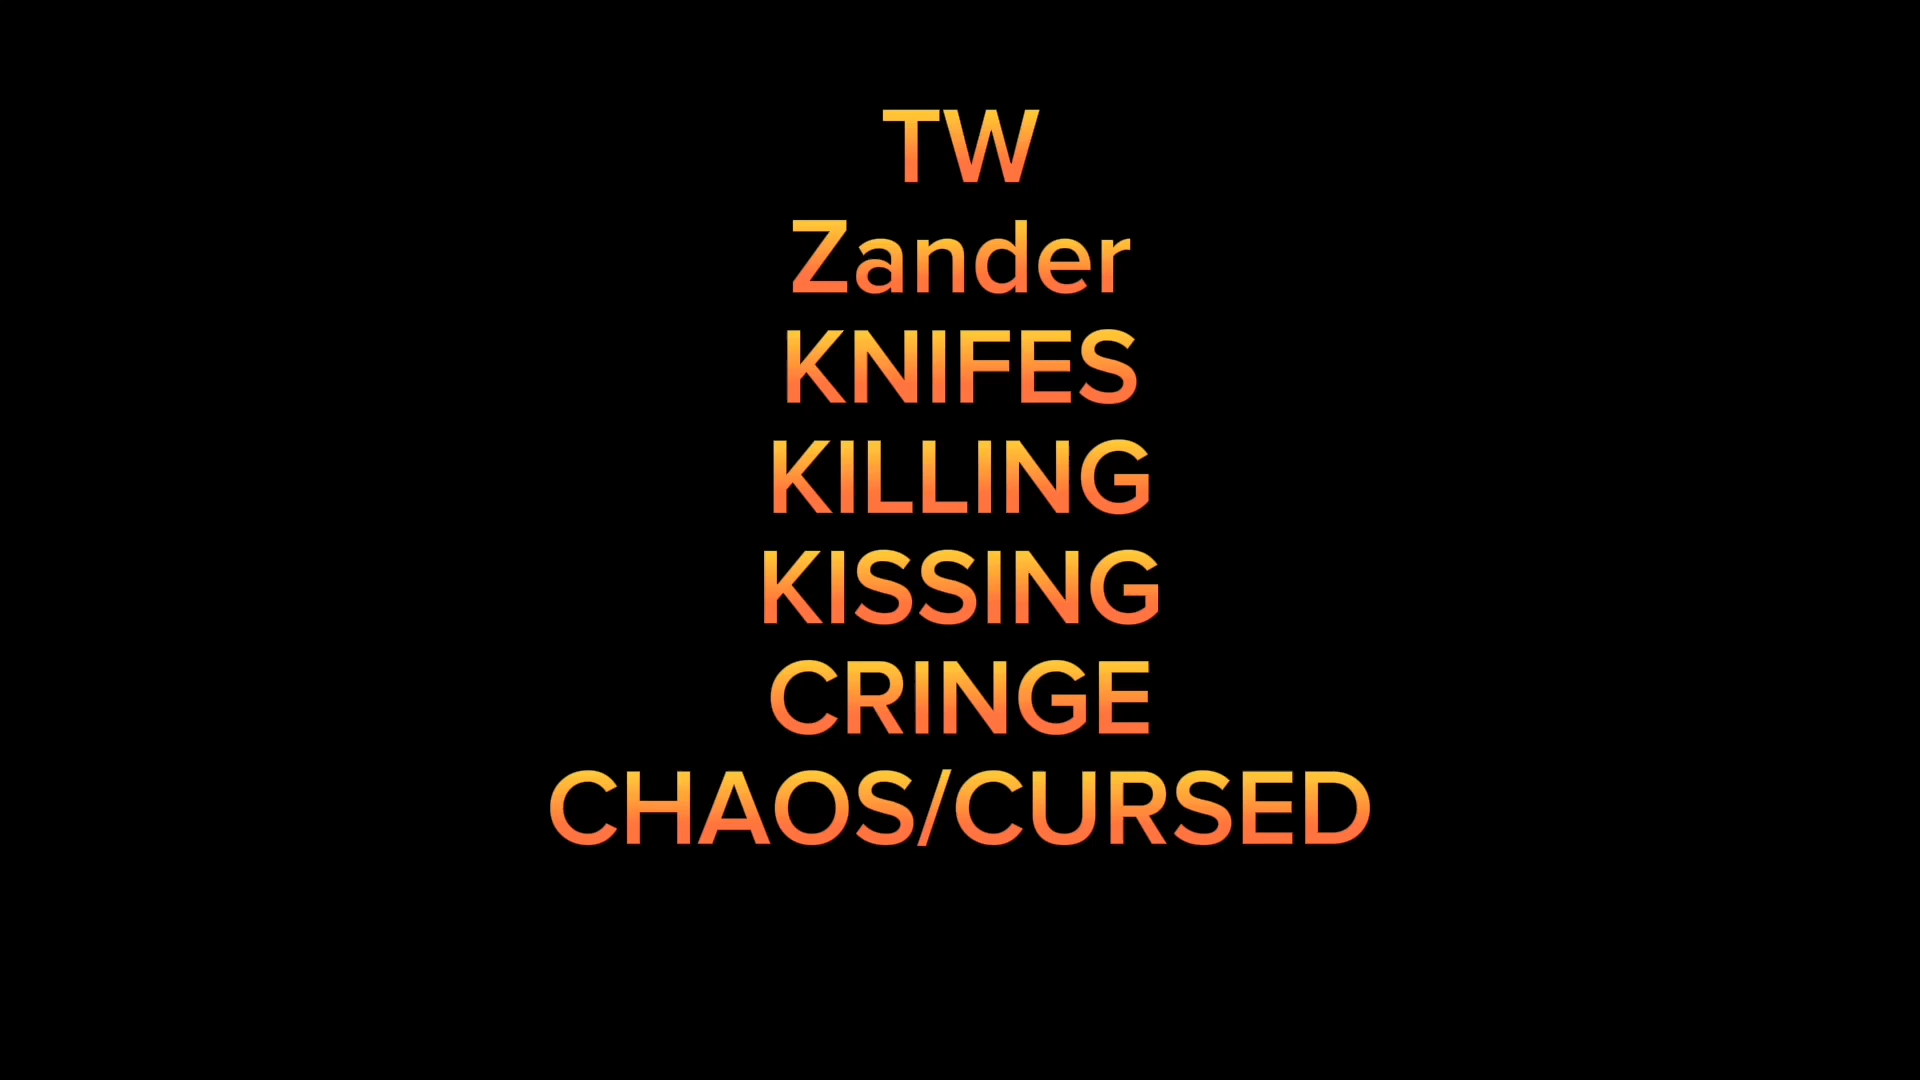 TW
Zander
KNIFES
KILLING
KISSING
CRINGE
CHAOS/CURSED